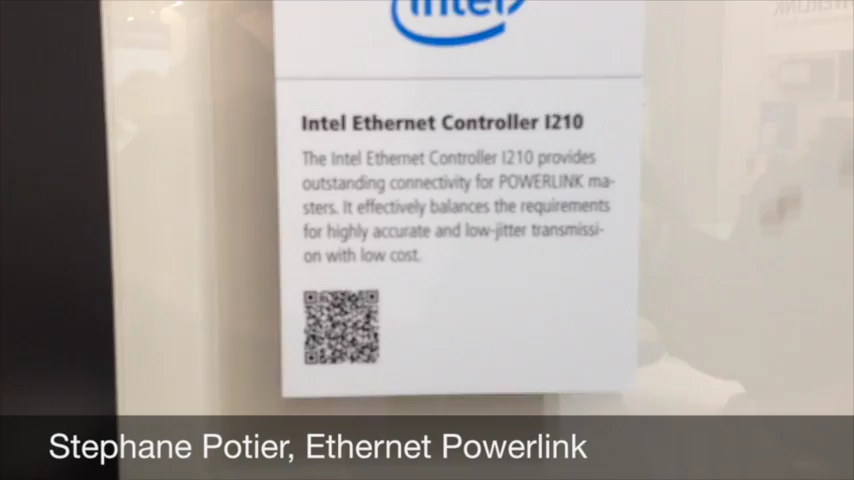 intel
Intel Ethernet Controller I210
The Intel Ethernet Controller I210 provides
outstanding connectivity for POWERLINK ma-
sters. It effectively balances the requirements
for highly accurate and low-jitter transmissi-
on with low cost.
Stephane Potier, Ethernet Powerlink